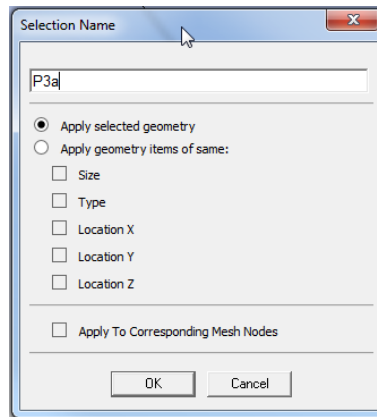 Selection Name
P3a
Apply selected geometry
Apply geometry items of same:
Size
Type
Location X
Location Y
Location Z
Apply To Corresponding Mesh Nodes
OK Cancel